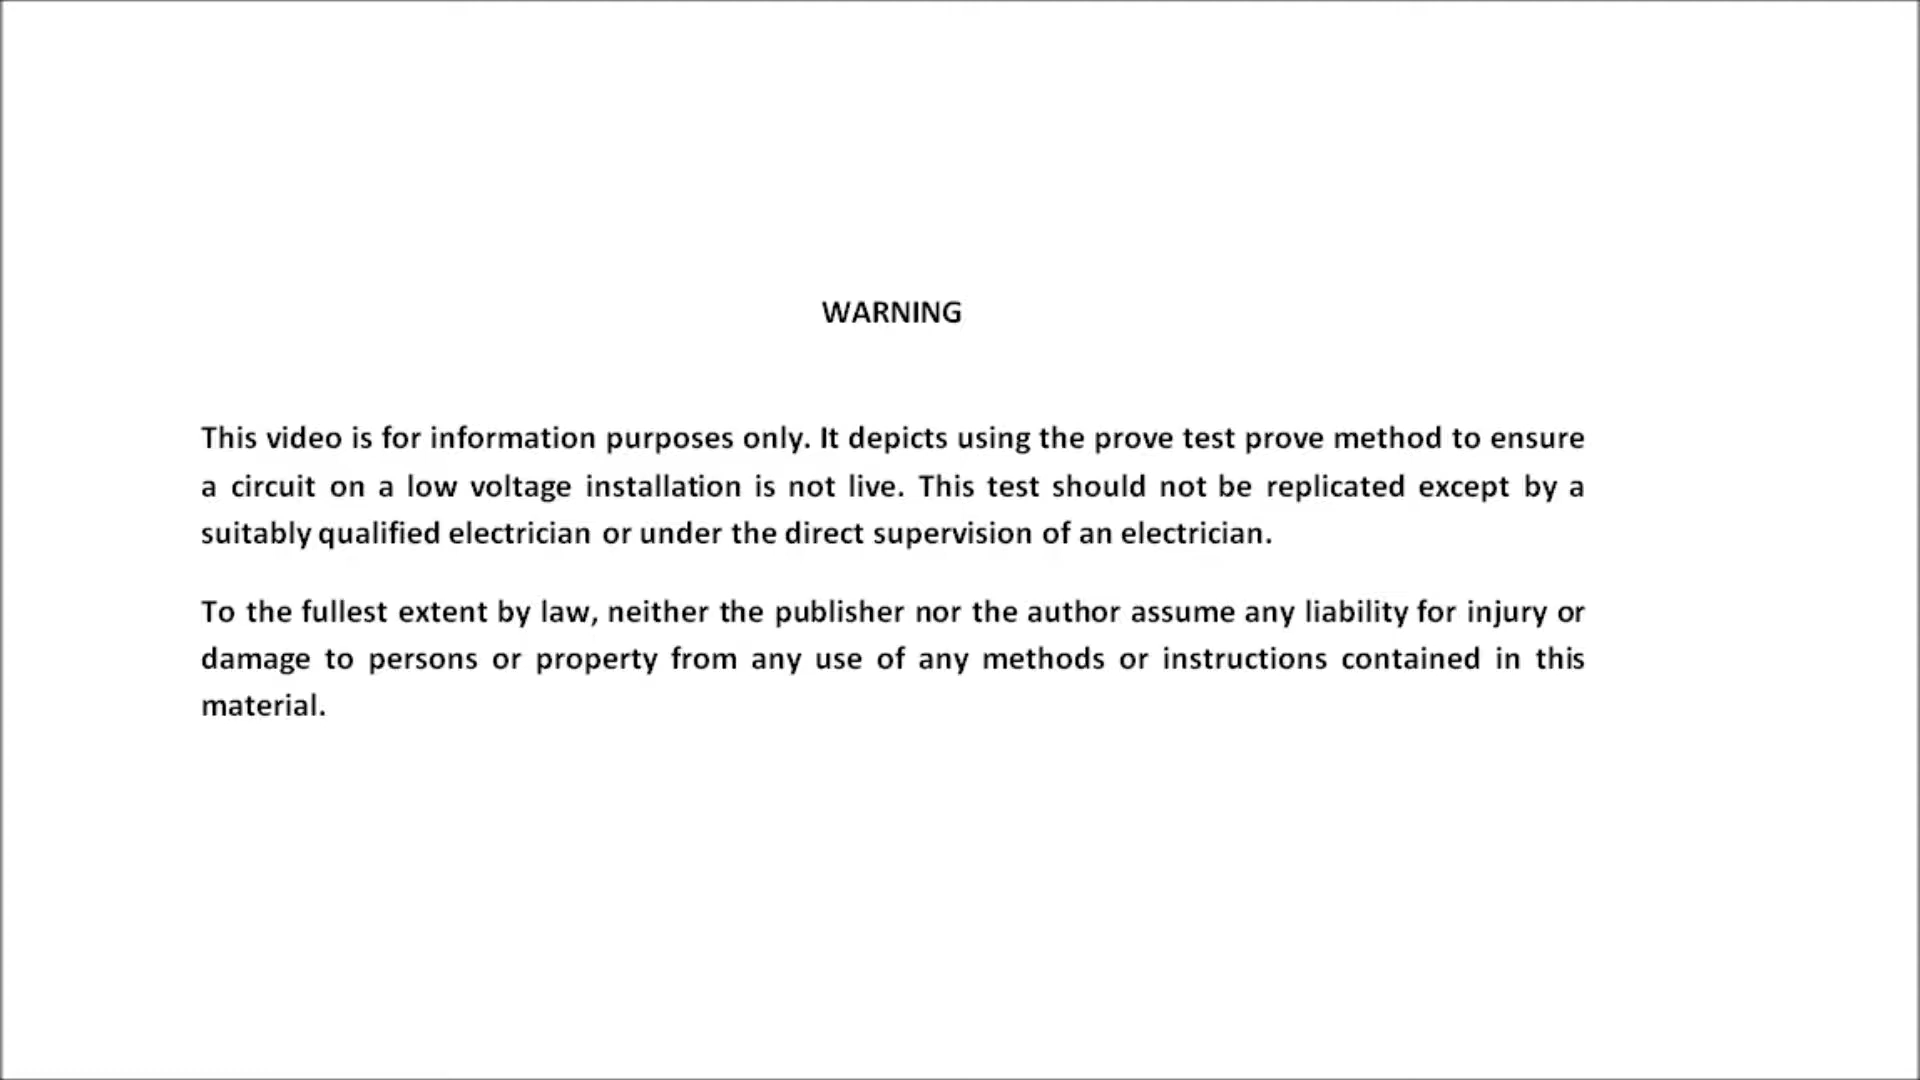 WARNING
This video is for information purposes only. It depicts using the prove test prove method to ensure
a circuit on a low voltage installation is not live. This test should not be replicated except by a
suitably qualified electrician or under the direct supervision of an electrician.
To the fullest extent by law, neither the publisher nor the author assume any liability for injury or
damage to persons or property from any use of any methods or instructions contained in this
material.